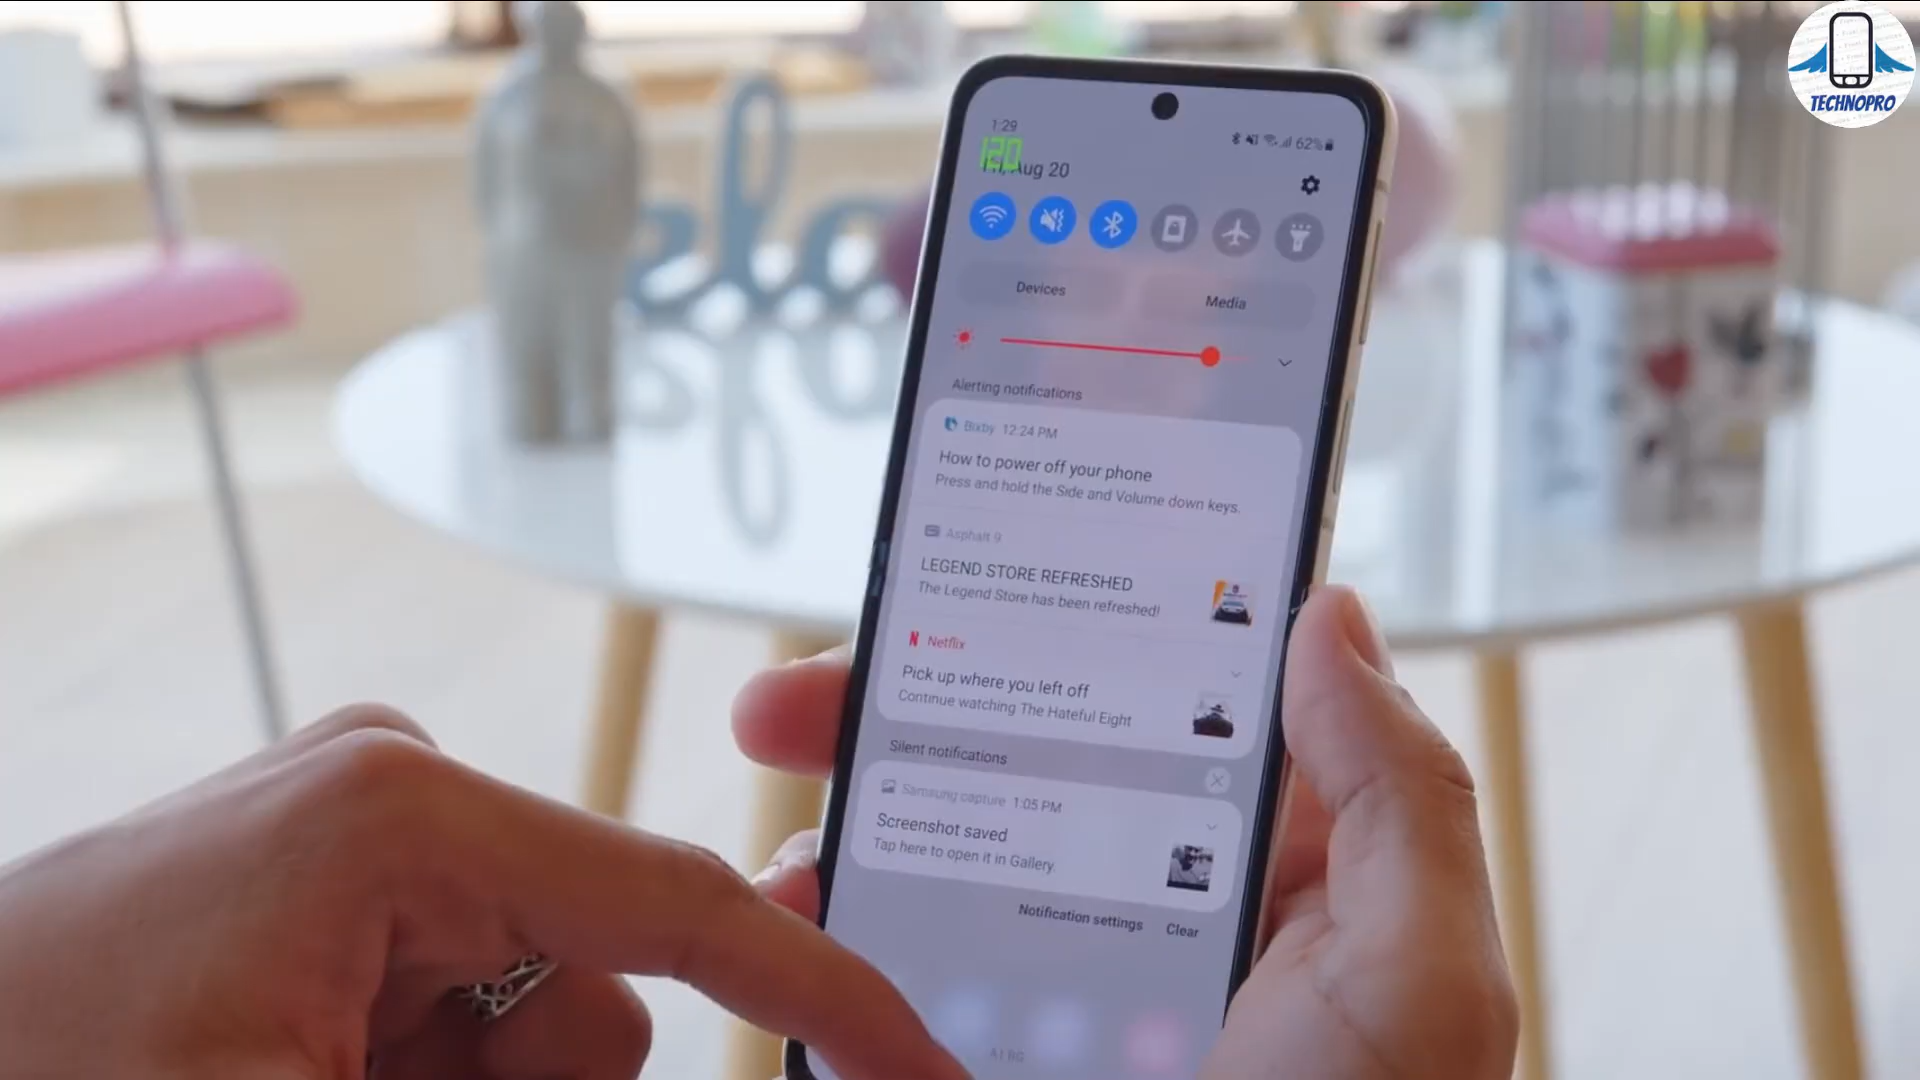 TECHNOPRO
1:29
62%
120
Fri, Aug 20
Devices
Media
Alerting notifications
Bixby 12:24 PM
How to power off your phone
Press and hold the Side and Volume down keys.
Asphalt 9
LEGEND STORE REFRESHED
The Legend Store has been refreshed!
N Netflix
Pick up where you left off
Continue watching The Hateful Eight
Silent notifications
Samsung capture 1:05 PM
Screenshot saved
Tap here to open it in Gallery.
Notification settings
Clear